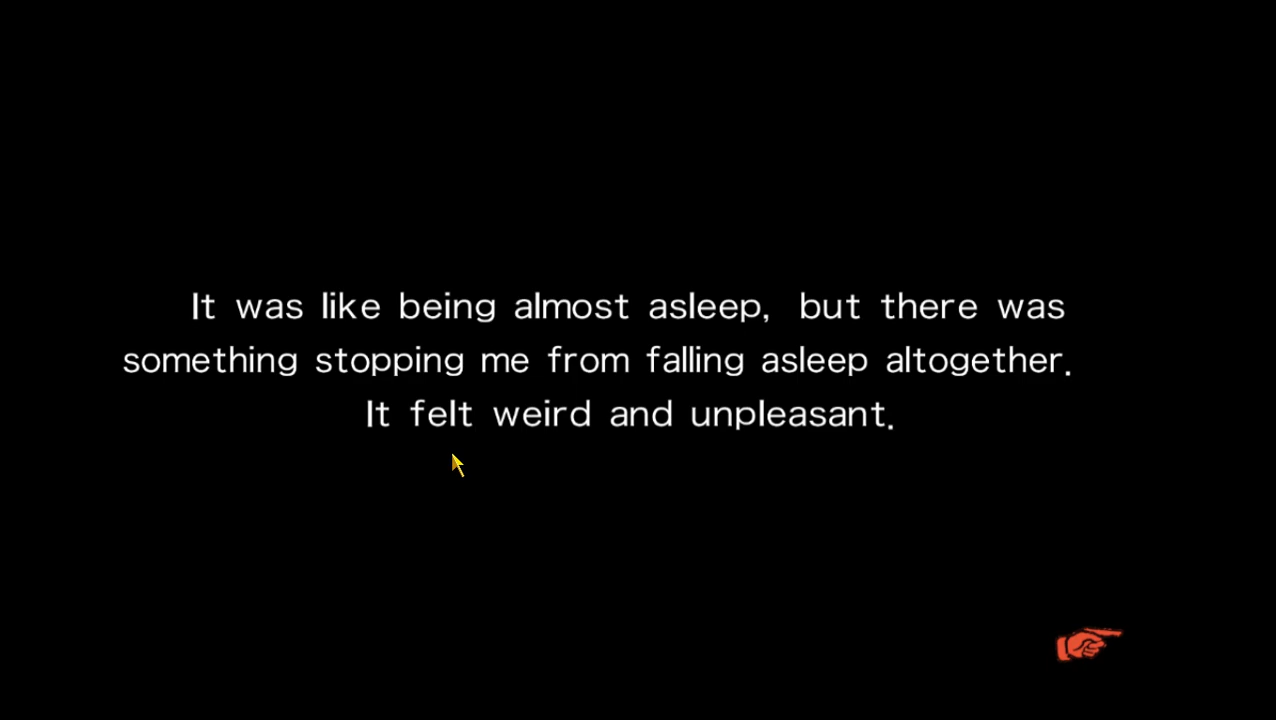 It was like being almost asleep, but there was
something stopping me from falling asleep altogether.
It felt weird and unpleasant.